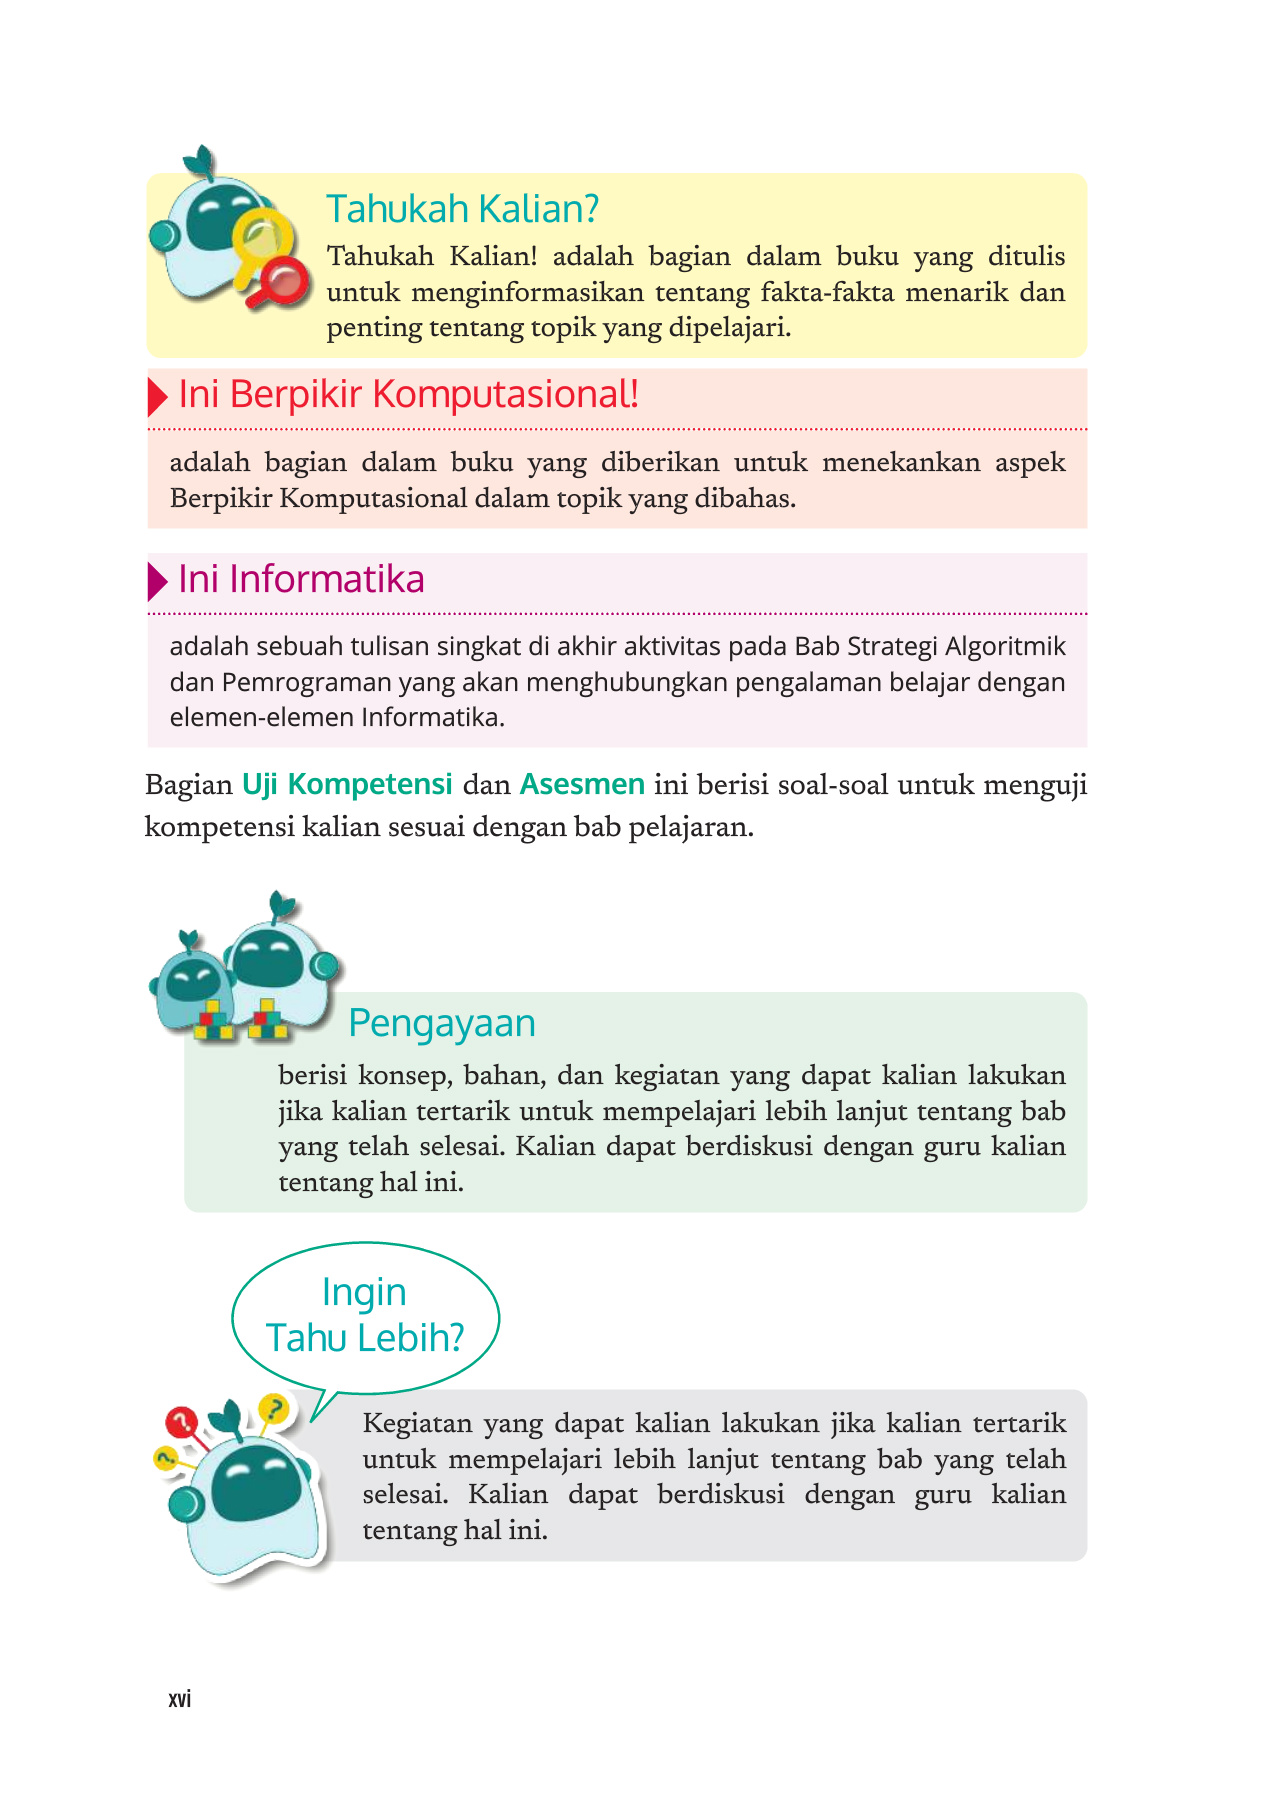 Tahukah Kalian?
Tahukah Kalian! adalah bagian dalam buku yang ditulis
untuk menginformasikan tentang fakta-fakta menarik dan
penting tentang topik yang dipelajari.
Ini Berpikir Komputasional!
adalah bagian dalam buku yang diberikan untuk menekankan aspek
Berpikir Komputasional dalam topik yang dibahas.
Ini Informatika
adalah sebuah tulisan singkat di akhir aktivitas pada Bab Strategi Algoritmik
dan Pemrograman yang akan menghubungkan pengalaman belajar dengan
elemen-elemen Informatika.
Bagian Uji Kompetensi dan Asesmen ini berisi soal-soal untuk menguji
kompetensi kalian sesuai dengan bab pelajaran.
Pengayaan
berisi konsep, bahan, dan kegiatan yang dapat kalian lakukan
jika kalian tertarik untuk mempelajari lebih lanjut tentang bab
yang telah selesai. Kalian dapat berdiskusi dengan guru kalian
tentang hal ini.
Ingin
Tahu Lebih?
? ?
?
Kegiatan yang dapat kalian lakukan jika kalian tertarik
untuk mempelajari lebih lanjut tentang bab yang telah
selesai. Kalian dapat berdiskusi dengan guru kalian
tentang hal ini.
xvi